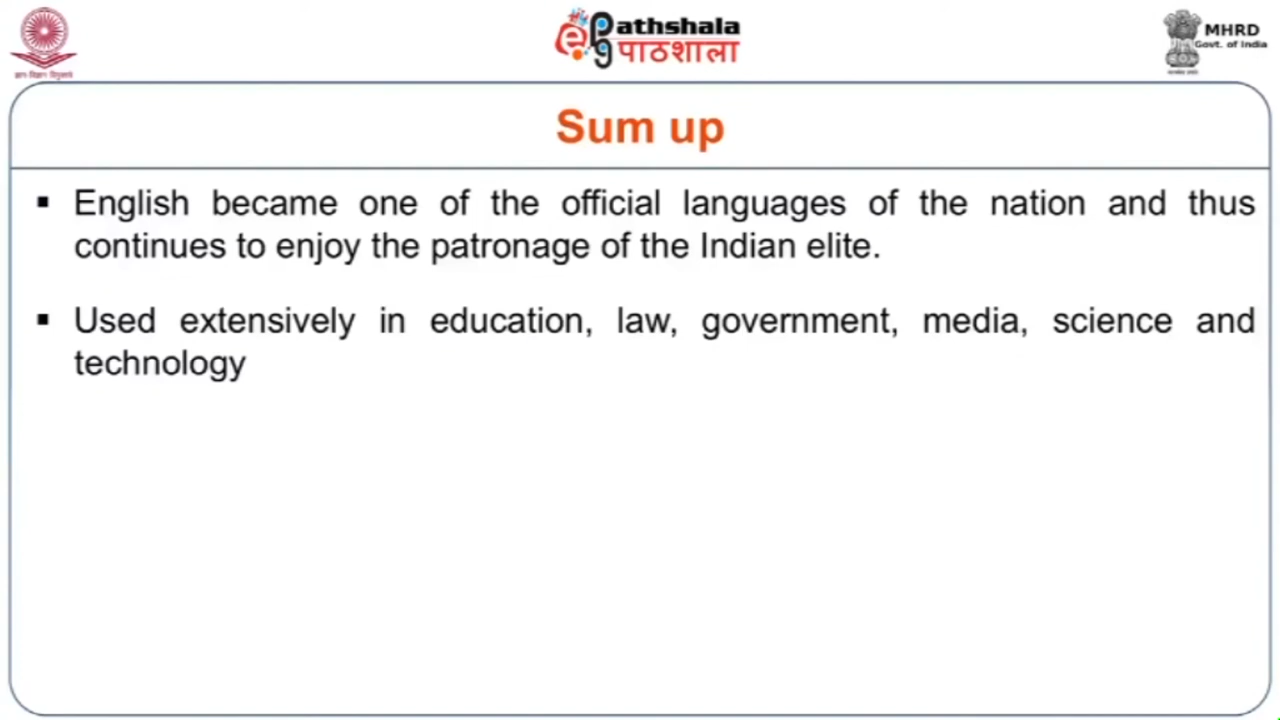 ePathshala
पाठशाला
MHRD
Govt. of India
Sum up
▪ English became one of the official languages of the nation and thus
continues to enjoy the patronage of the Indian elite.
▪ Used extensively in education, law, government, media, science and
technology